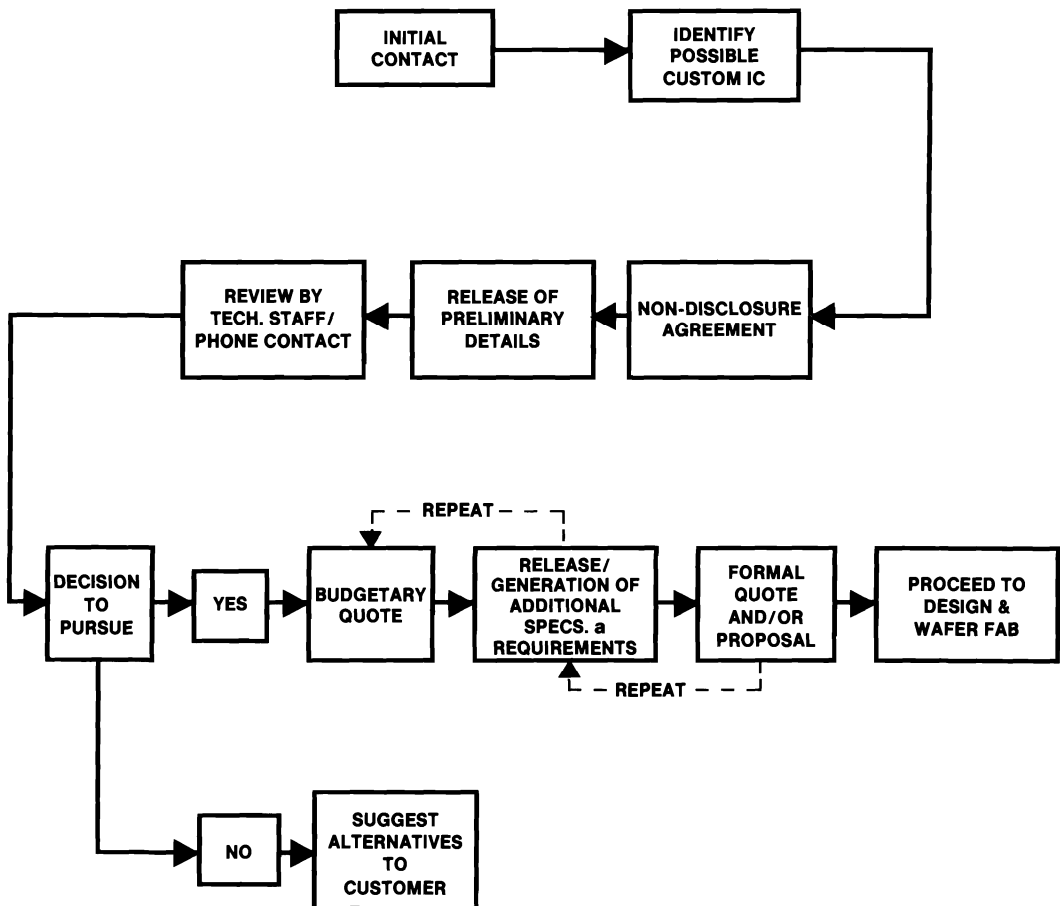 INITIAL
CONTACT
IDENTIFY
POSSIBLE
CUSTOM IC
REVIEW BY
TECH. STAFF/
PHONE CONTACT
RELEASE OF
PRELIMINARY
DETAILS
NON-DISCLOSURE
AGREEMENT
DECISION
TO
PURSUE
YES
BUDGETARY
QUOTE
REPEAT
RELEASE/
GENERATION OF
ADDITIONAL
SPECS. a
REQUIREMENTS
REPEAT
FORMAL
QUOTE
AND/OR
PROPOSAL
PROCEED TO
DESIGN &
WAFER FAB
NO
SUGGEST
ALTERNATIVES
TO
CUSTOMER